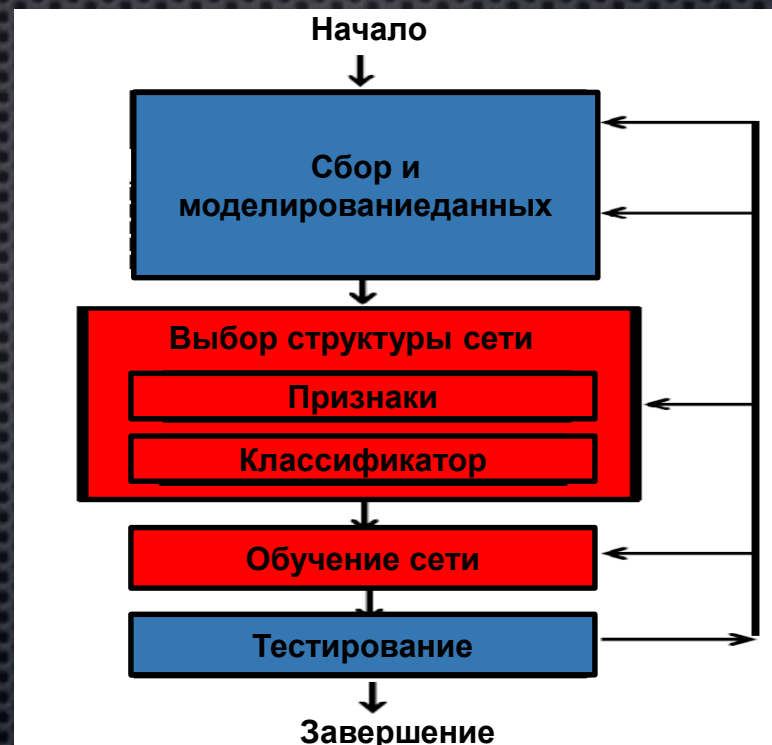 Начало
Сбор и
моделированиеданных
Выбор структуры сети
Признаки
Классификатор
Обучение сети
Тестирование
Завершение